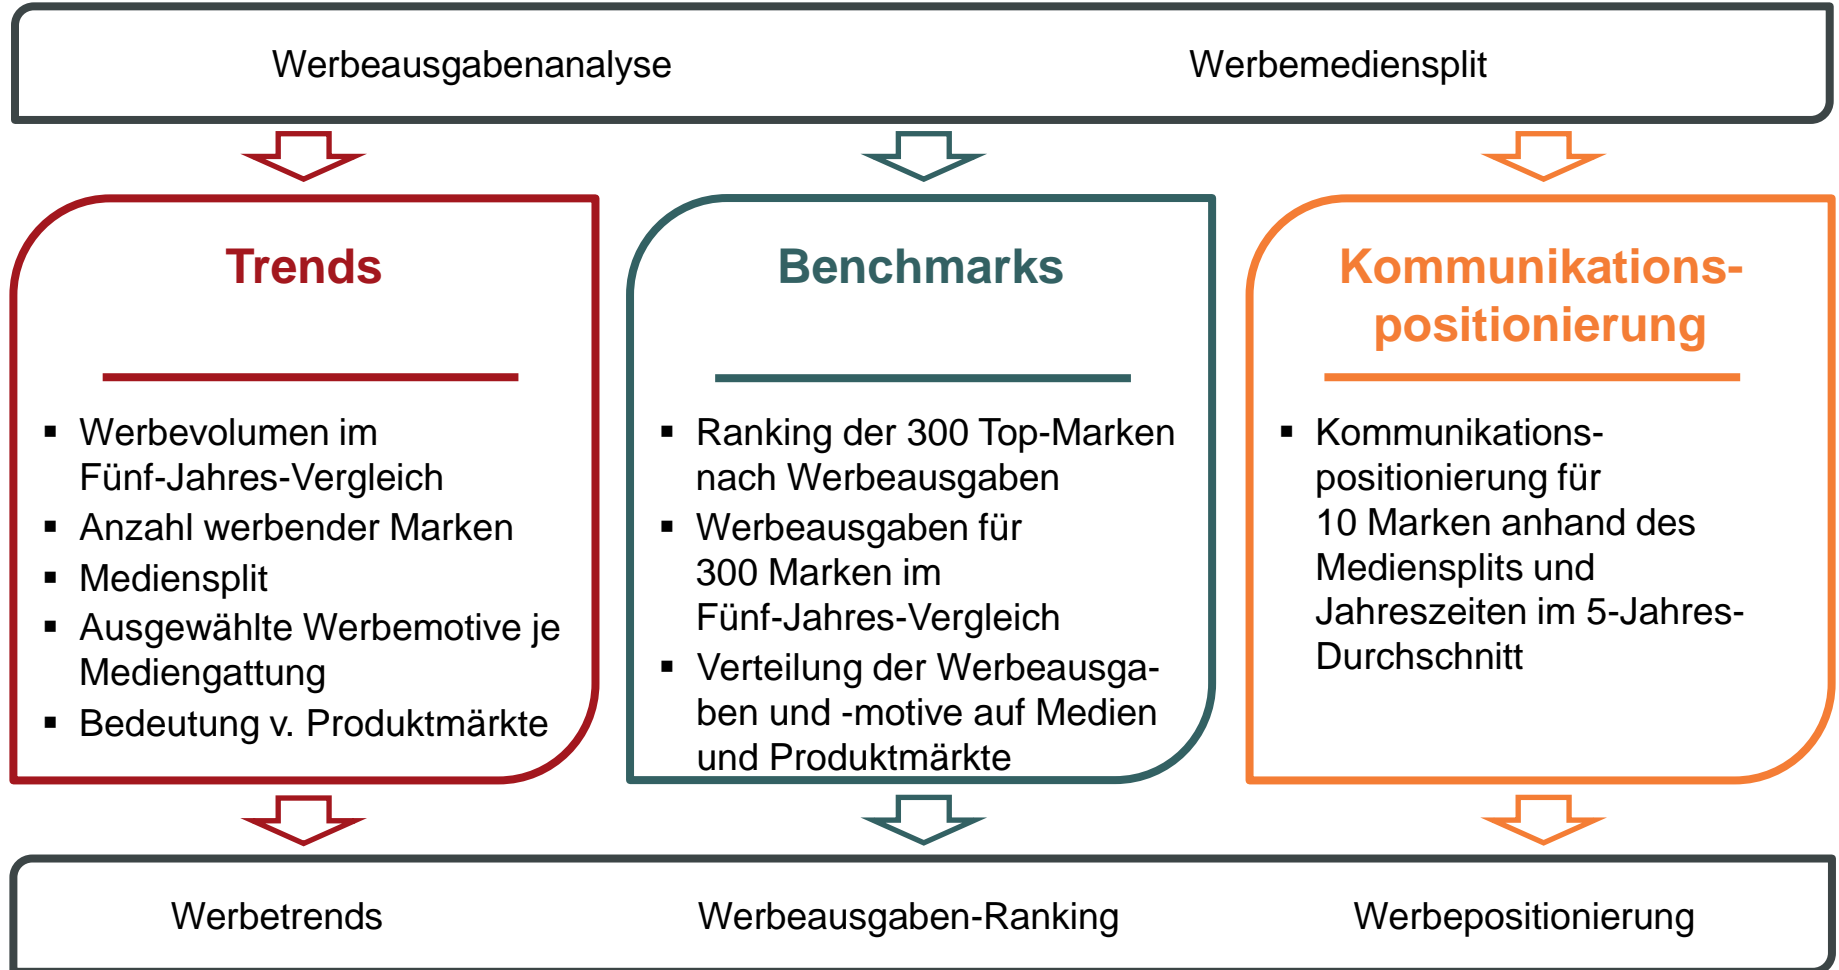 Werbeausgabenanalyse
Werbemediensplit
Trends
▪ Werbevolumen im
Fünf-Jahres-Vergleich
▪ Anzahl werbender Marken
▪ Mediensplit
▪ Ausgewählte Werbemotive je
Mediengattung
▪ Bedeutung v. Produktmärkte
Benchmarks
▪ Ranking der 300 Top-Marken
nach Werbeausgaben
▪ Werbeausgaben für
300 Marken im
Fünf-Jahres-Vergleich
▪ Verteilung der Werbeausga-
ben und -motive auf Medien
und Produktmärkte
Kommunikations-
positionierung
▪ Kommunikations-
positionierung für
10 Marken anhand des
Mediensplits und
Jahreszeiten im 5-Jahres-
Durchschnitt
Werbetrends
Werbeausgaben-Ranking
Werbepositionierung